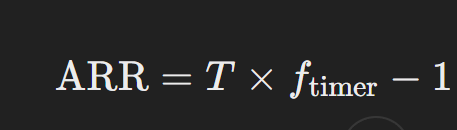 ARR = T × f_timer − 1